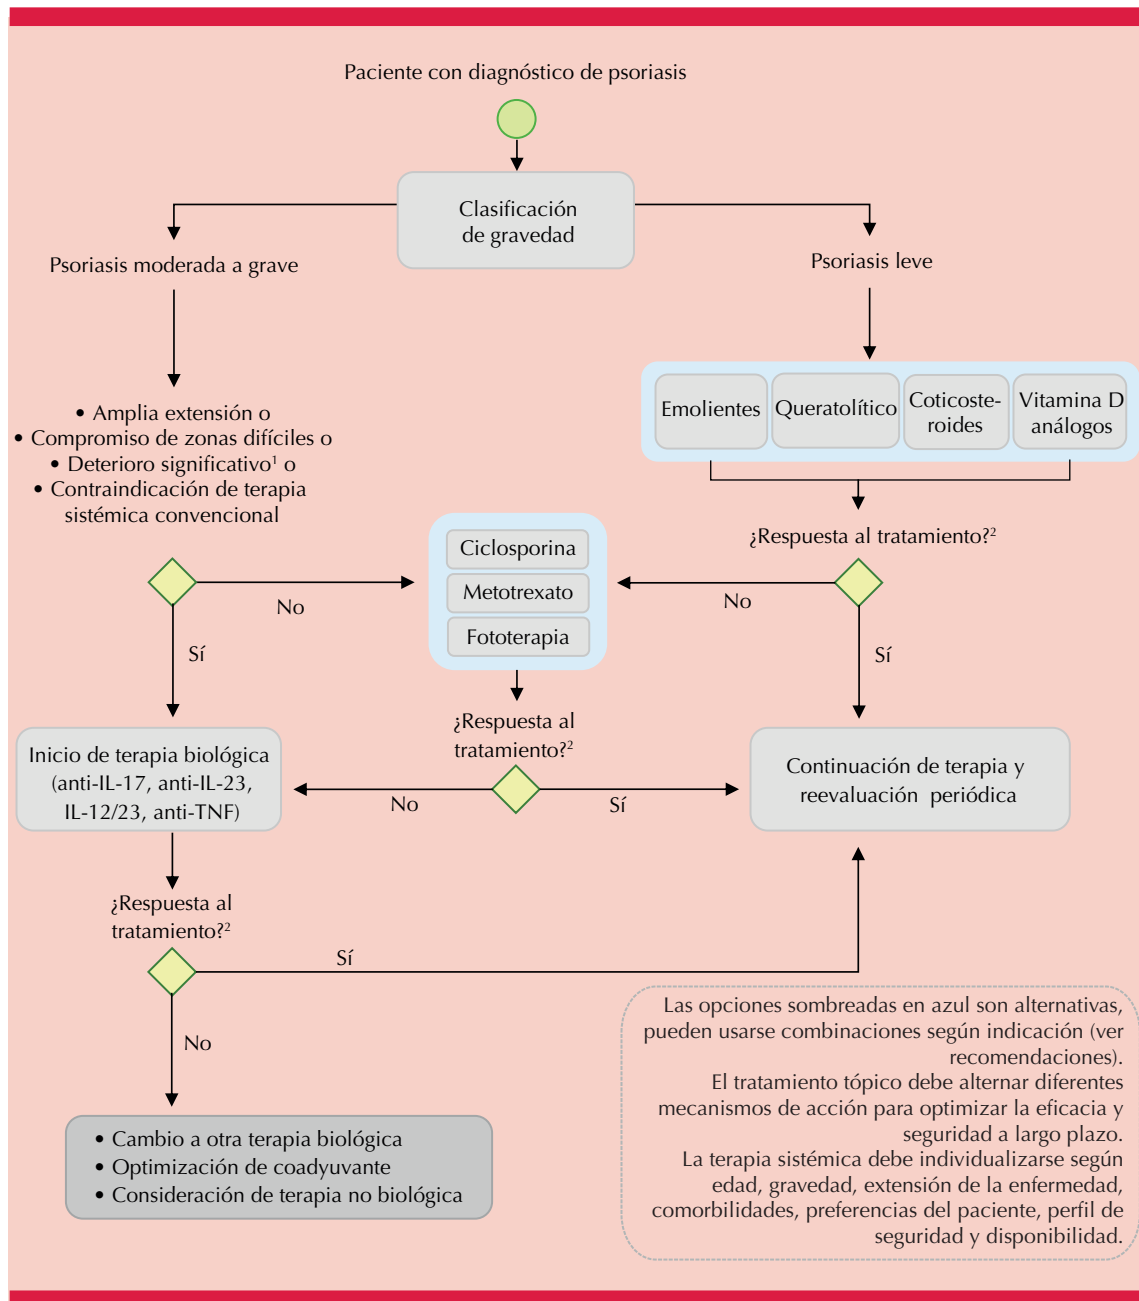 Paciente con diagnóstico de psoriasis
Clasificación
de gravedad
Psoriasis moderada a grave
Psoriasis leve
• Amplia extensión o
• Compromiso de zonas difíciles o
• Deterioro significativo¹ o
• Contraindicación de terapia
sistémica convencional
Emolientes
Queratolítico
Coticoste-
roides
Vitamina D
análogos
¿Respuesta al tratamiento?²
Ciclosporina
Metotrexato
Fototerapia
No
No
Sí
Sí
¿Respuesta al
tratamiento?²
Inicio de terapia biológica
(anti-IL-17, anti-IL-23,
IL-12/23, anti-TNF)
No
Sí
Continuación de terapia y
reevaluación periódica
¿Respuesta al
tratamiento?²
Sí
No
• Cambio a otra terapia biológica
• Optimización de coadyuvante
• Consideración de terapia no biológica
Las opciones sombreadas en azul son alternativas,
pueden usarse combinaciones según indicación (ver
recomendaciones).
El tratamiento tópico debe alternar diferentes
mecanismos de acción para optimizar la eficacia y
seguridad a largo plazo.
La terapia sistémica debe individualizarse según
edad, gravedad, extensión de la enfermedad,
comorbilidades, preferencias del paciente, perfil de
seguridad y disponibilidad.